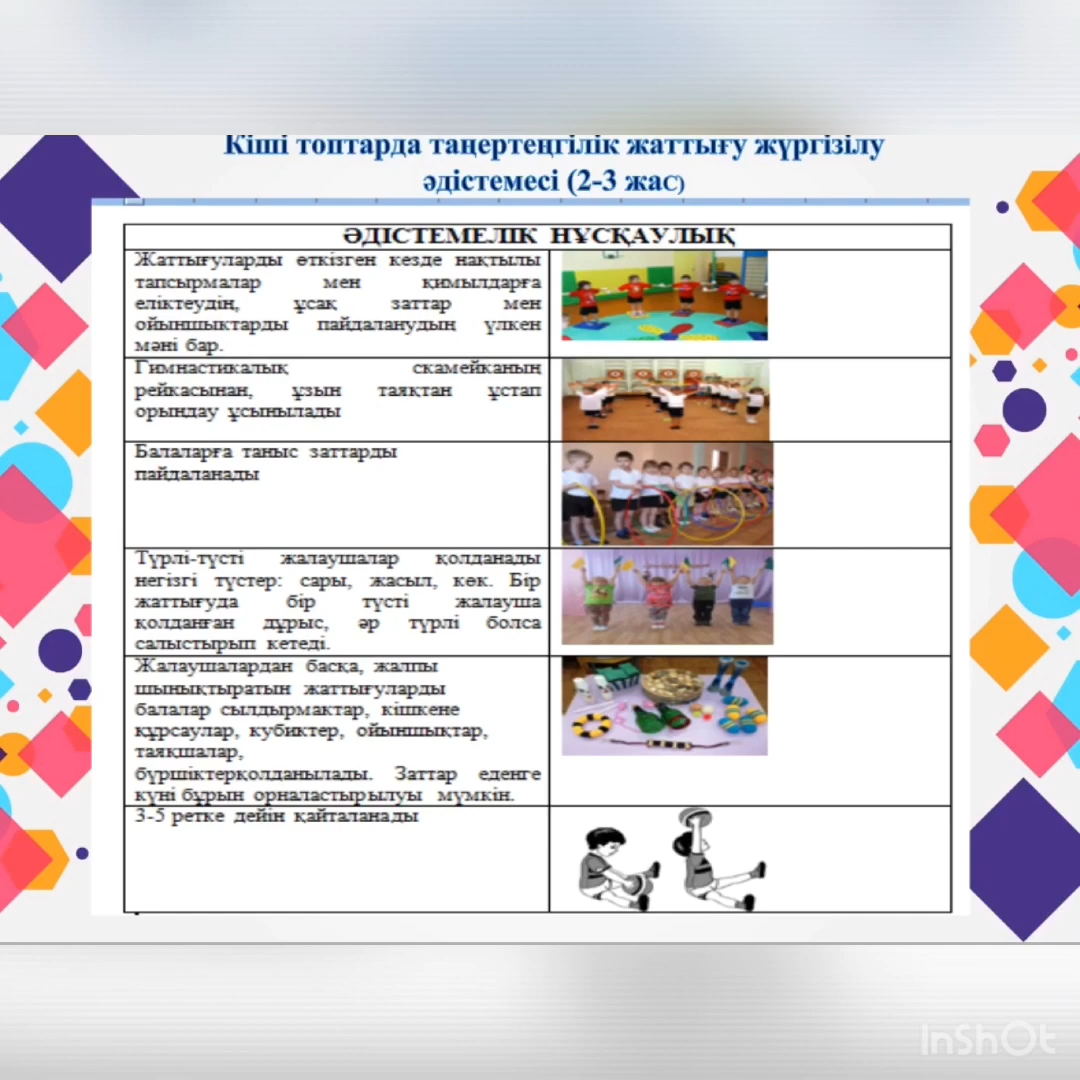 Кіші топтарда таңертеңгілік жаттығу жүргізілу
әдістемесі (2-3 жаС)
ӘДІСТЕМЕЛІК НҰСҚАУЛЫҚ
Жаттығуларды өткізген кезде нақтылы
тапсырмалар мен қимылдарға
еліктеудің, ұсақ заттар мен
ойыншықтарды пайдаланудың үлкен
мәні бар.
Гимнастикалық скамейканың
рейкасынан, ұзын таяқтан ұстап
орындау ұсынылады
Балаларға таныс заттарды
пайдаланады
Түрлі-түсті жалаушалар қолданады
негізгі түстер: сары, жасыл, көк. Бір
жаттығуда бір түсті жалауша
қолданған дұрыс, әр түрлі болса
салыстырып кетеді.
Жалаушалардан басқа, жалпы
шынықтыратын жаттығуларды
балалар сылдырмақтар, кішкене
құрсаулар, кубиктер, ойыншықтар,
таяқшалар,
бүршіктерқолданылады. Заттар еденге
күні бұрын орналастырылуы мүмкін.
3-5 ретке дейін қайталанады
InShOt